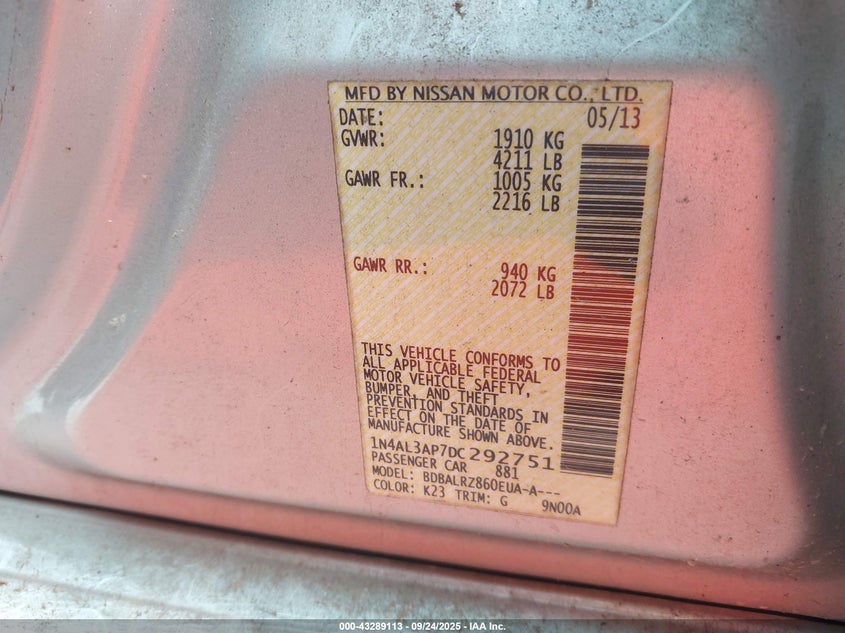 MFD BY NISSAN MOTOR CO., LTD.
DATE: 05/13
GVWR: 1910 KG
4211 LB
GAWR FR.: 1005 KG
2216 LB
GAWR RR.: 940 KG
2072 LB
THIS VEHICLE CONFORMS TO
ALL APPLICABLE FEDERAL
MOTOR VEHICLE SAFETY,
BUMPER, AND THEFT
PREVENTION STANDARDS IN
EFFECT ON THE DATE OF
MANUFACTURE SHOWN ABOVE.
1N4AL3AP7DC292751
PASSENGER CAR 881
MODEL: BDBALRZ860EUA-A---
COLOR: K23 TRIM: G 9N00A
000-43289113 - 09/24/2025 - IAA Inc.